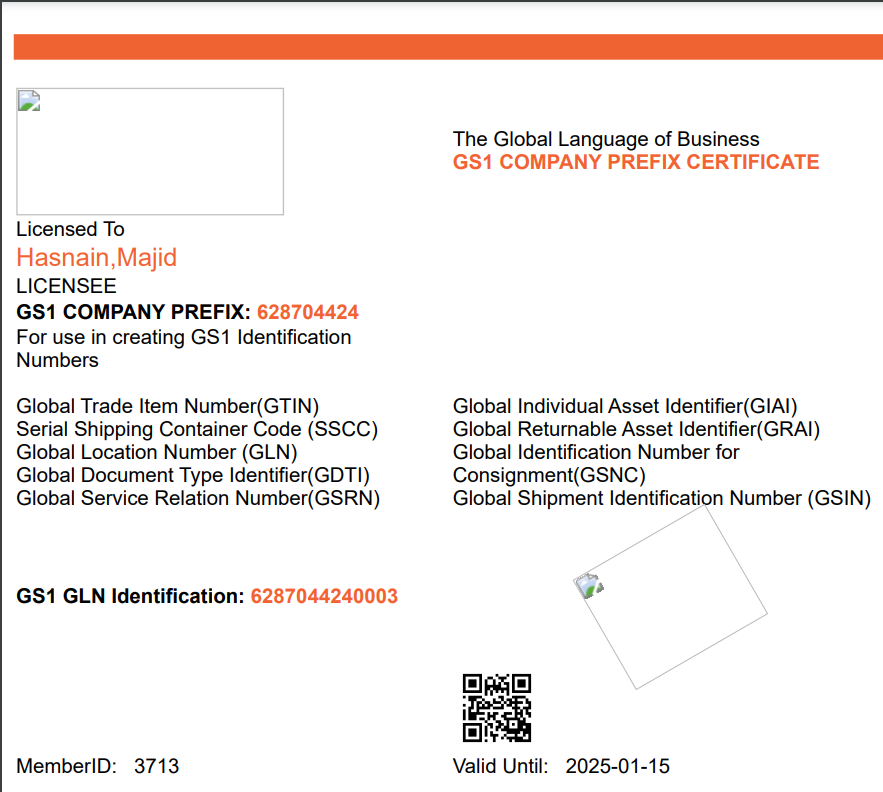 The Global Language of Business
GS1 COMPANY PREFIX CERTIFICATE
Licensed To
Hasnain,Majid
LICENSEE
GS1 COMPANY PREFIX: 628704424
For use in creating GS1 Identification
Numbers
Global Trade Item Number(GTIN)
Serial Shipping Container Code (SSCC)
Global Location Number (GLN)
Global Document Type Identifier(GDTI)
Global Service Relation Number(GSRN)
Global Individual Asset Identifier(GIAI)
Global Returnable Asset Identifier(GRAI)
Global Identification Number for
Consignment(GSNC)
Global Shipment Identification Number (GSIN)
GS1 GLN Identification: 6287044240003
MemberID: 3713
Valid Until: 2025-01-15